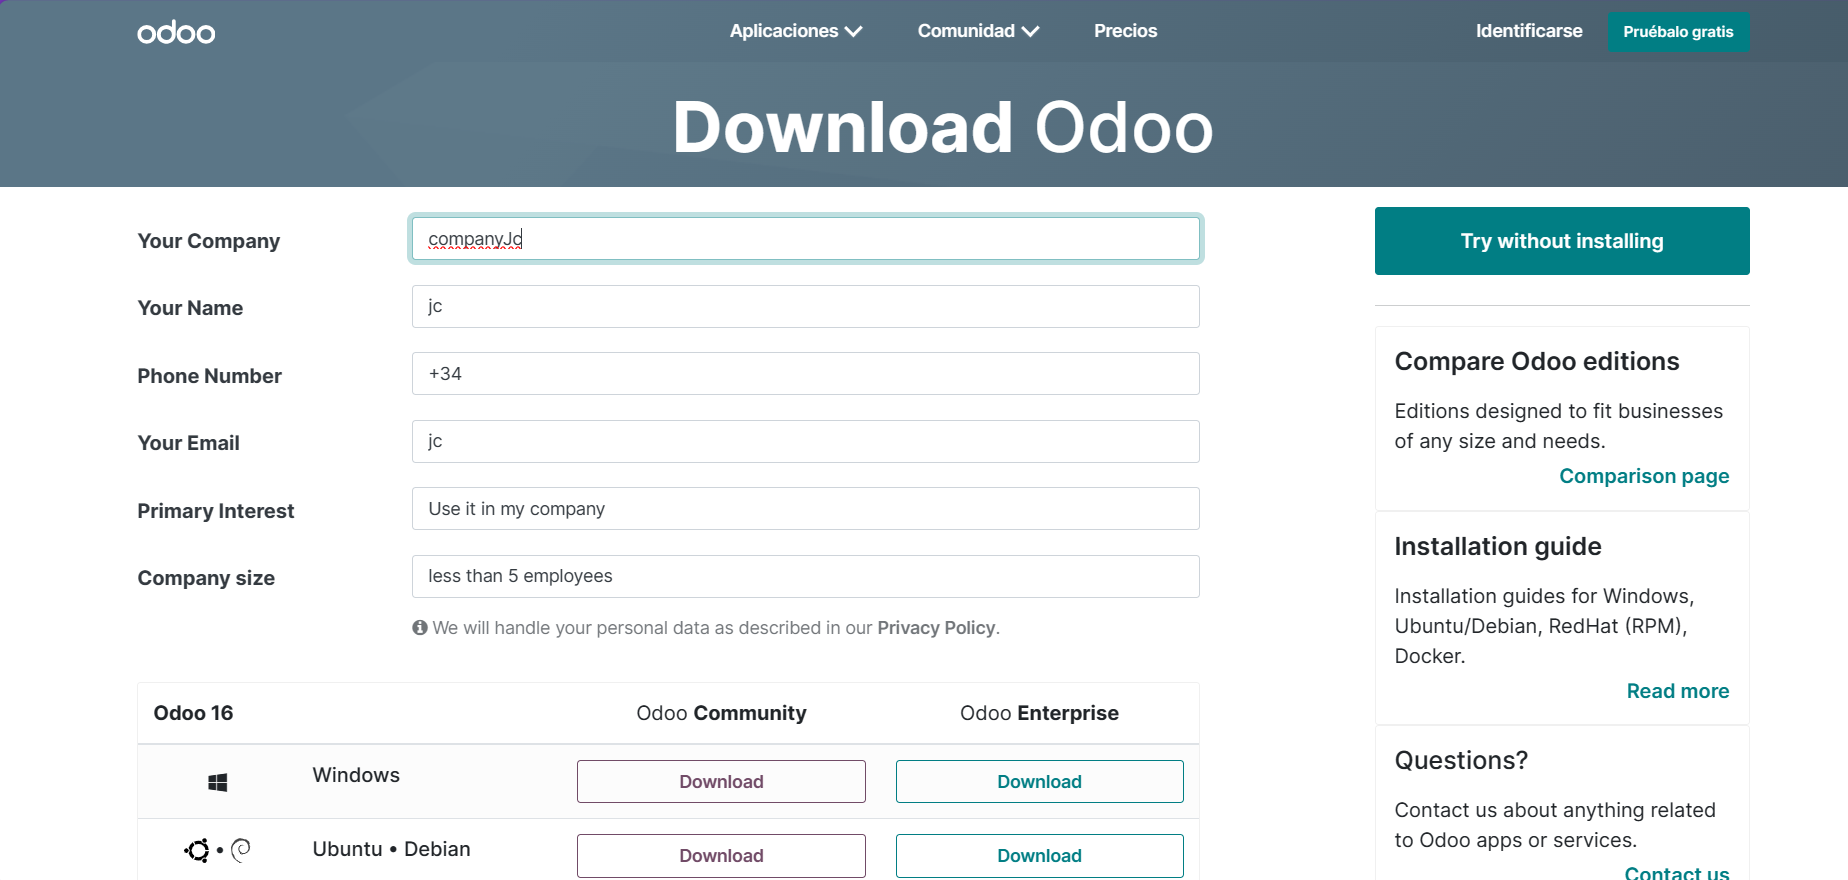 odoo
Aplicaciones
Comunidad
Precios
Identificarse
Pruébalo gratis
Download Odoo
Your Company
companyJc
Your Name
jc
Phone Number
+34
Your Email
jc
Primary Interest
Use it in my company
Company size
less than 5 employees
We will handle your personal data as described in our Privacy Policy.
Odoo 16 Odoo Community Odoo Enterprise
Windows Download Download
Ubuntu • Debian Download Download
Try without installing
Compare Odoo editions
Editions designed to fit businesses
of any size and needs.
Comparison page
Installation guide
Installation guides for Windows,
Ubuntu/Debian, RedHat (RPM),
Docker.
Read more
Questions?
Contact us about anything related
to Odoo apps or services.
Contact us